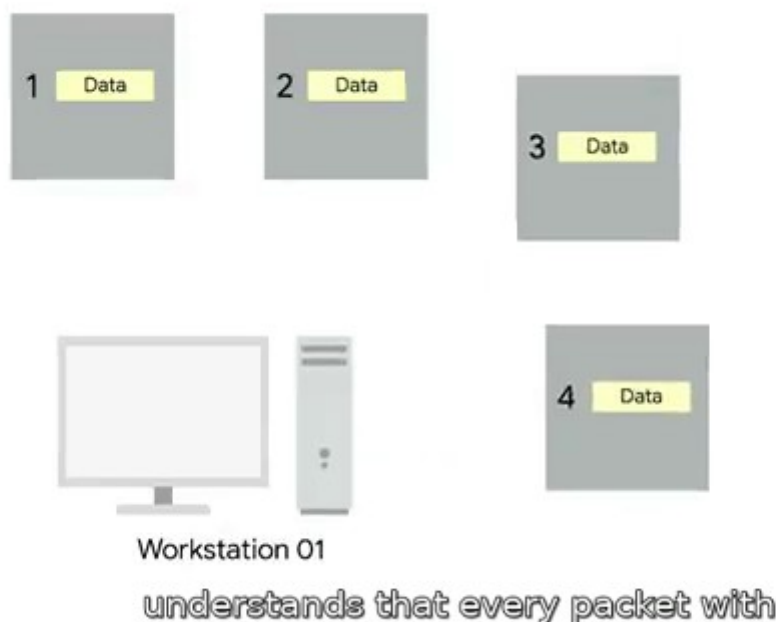 1 Data
2 Data
3 Data
4 Data
Workstation 01
understands that every packet with